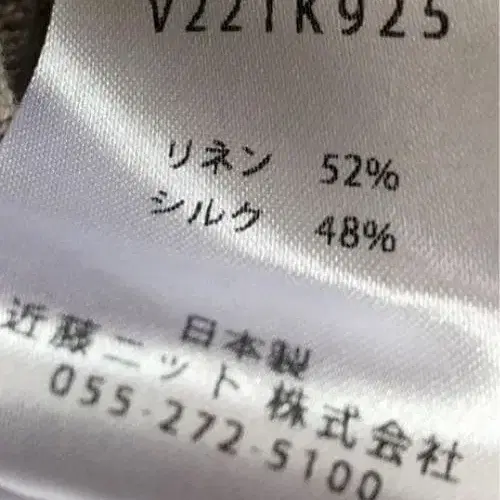 V221K925
リネン 52%
シルク 48%
日本製
近藤ニット株式会社
055-272-5100